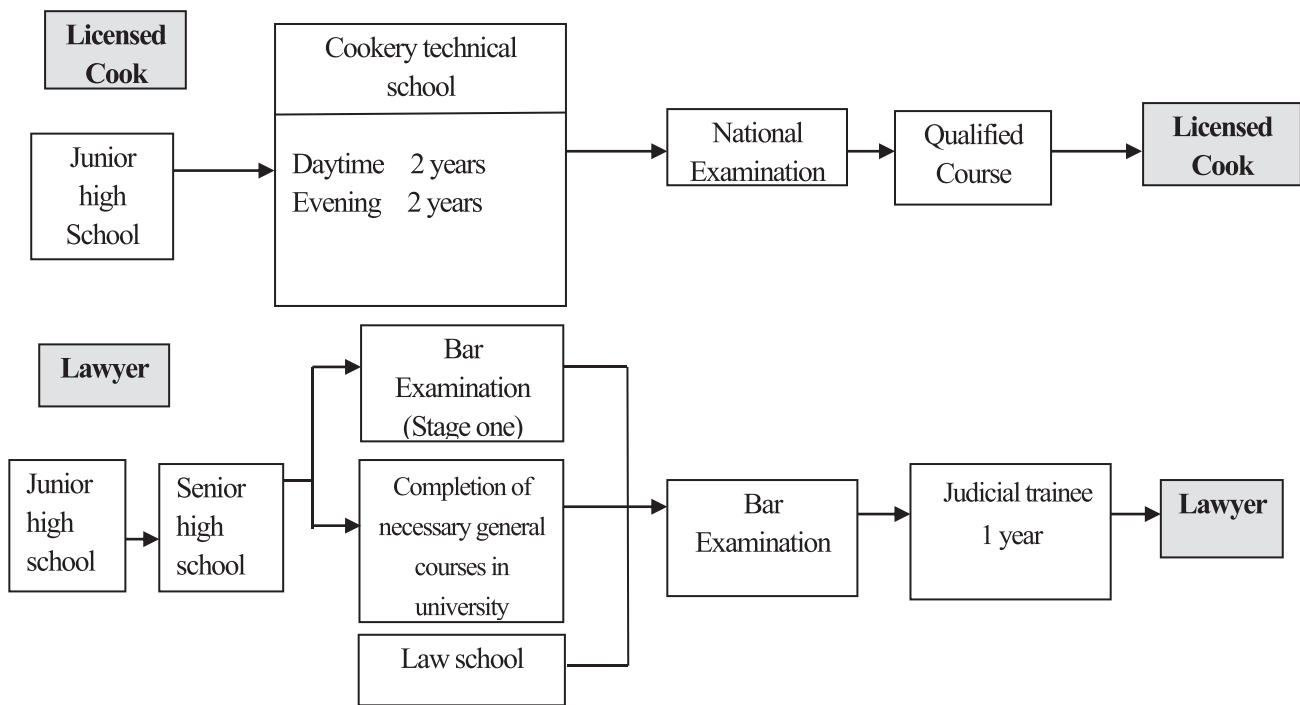 Licensed
Cook
Junior
high
School
Cookery technical
school
Daytime 2 years
Evening 2 years
National
Examination
Qualified
Course
Licensed
Cook
Lawyer
Junior
high
school
Senior
high
school
Bar
Examination
(Stage one)
Completion of
necessary general
courses in
university
Law school
Bar
Examination
Judicial trainee
1 year
Lawyer